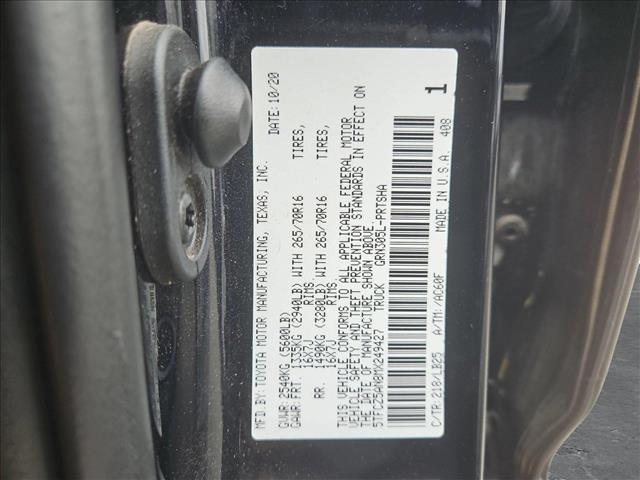 MFD.BY:TOYOTA MOTOR MANUFACTURING, TEXAS, INC. DATE: 10/20
GVWR: 2540KG (5600LB)
GAWR: FRT. 1335KG (2940LB) WITH 265/70R16 TIRES,
16X7J RIMS
RR. 1490KG (3280LB) WITH 265/70R16 TIRES,
16X7J RIMS
THIS VEHICLE CONFORMS TO ALL APPLICABLE FEDERAL MOTOR
VEHICLE SAFETY AND THEFT PREVENTION STANDARDS IN EFFECT ON
THE DATE OF MANUFACTURE SHOWN ABOVE.
5TFCZ5AN8MX249427 TRUCK GRN305L-PRTSHA
C/TR:218/LB25 A/TM:/AC60F
MADE IN U.S.A. 408
1